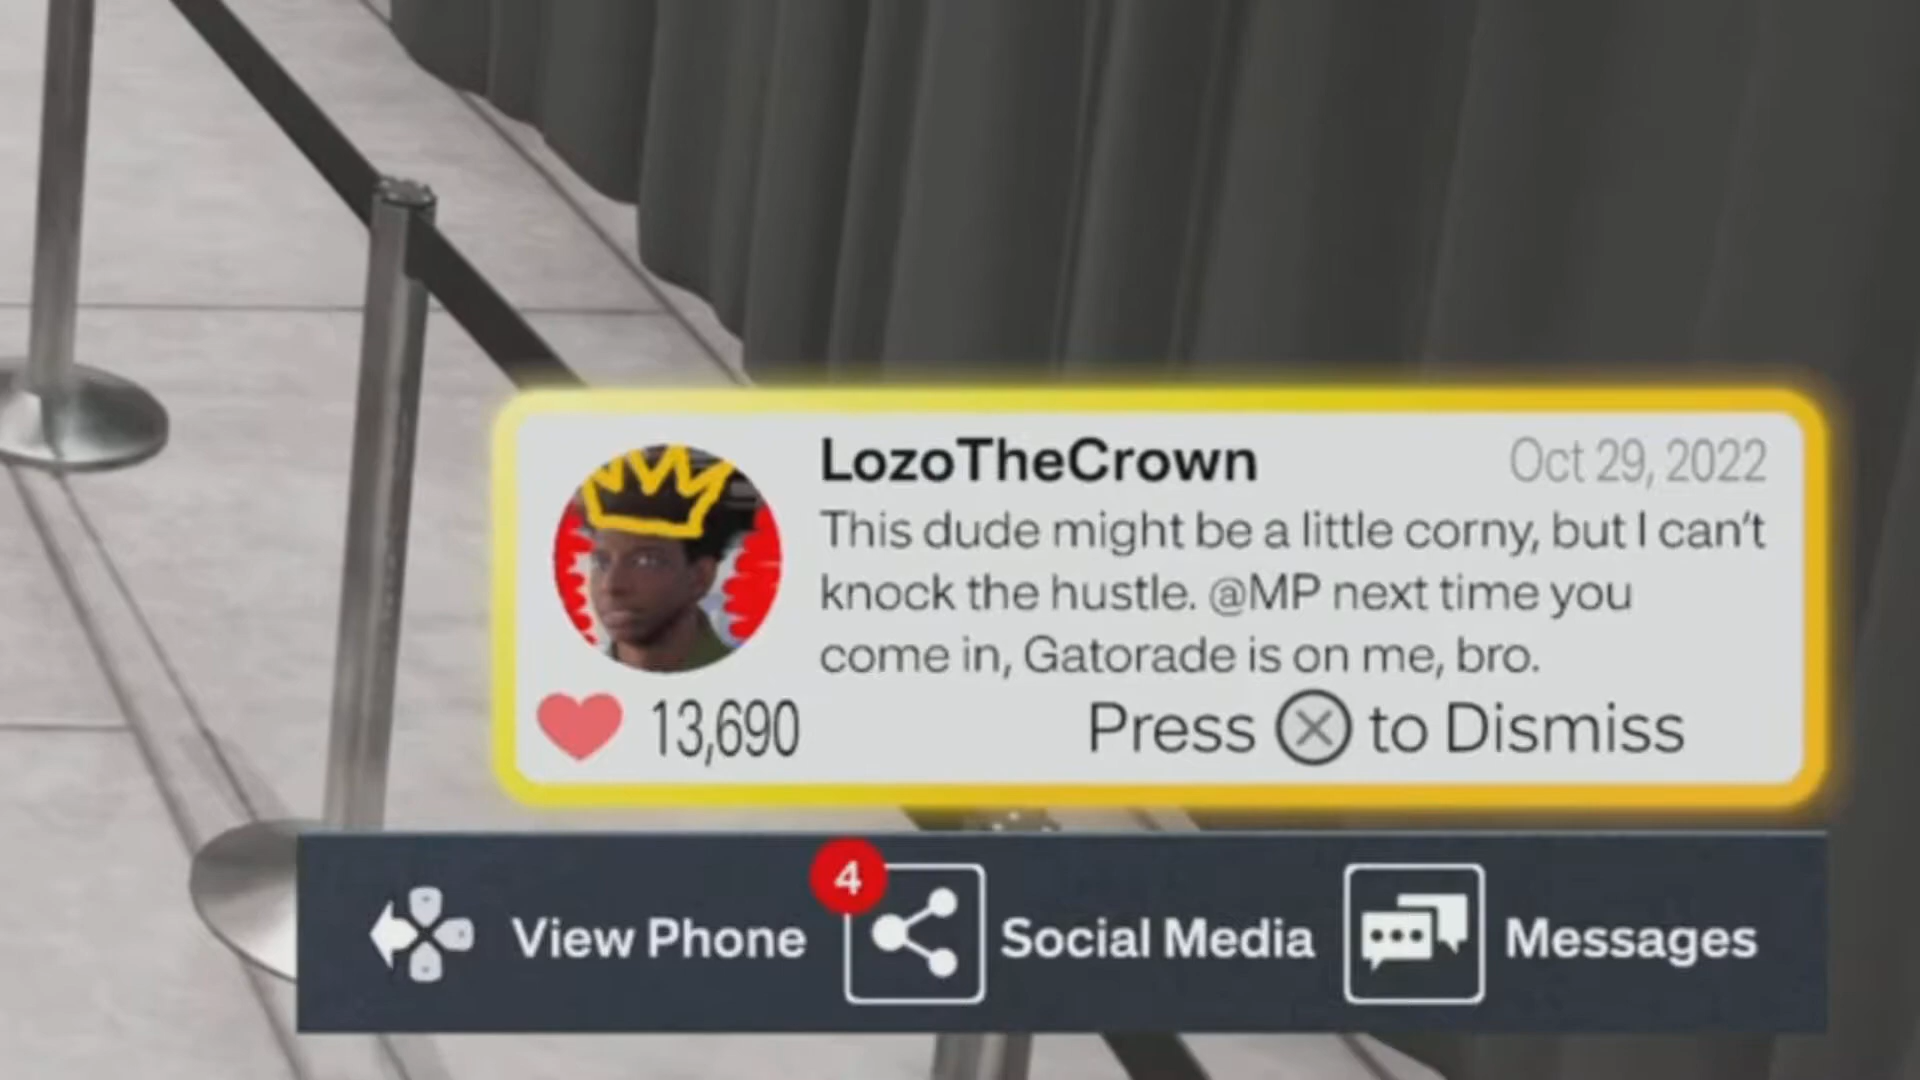 LozoTheCrown Oct 29, 2022
This dude might be a little corny, but I can't
knock the hustle. @MP next time you
come in, Gatorade is on me, bro.
13,690 Press Ⓧ to Dismiss
View Phone 4 Social Media Messages